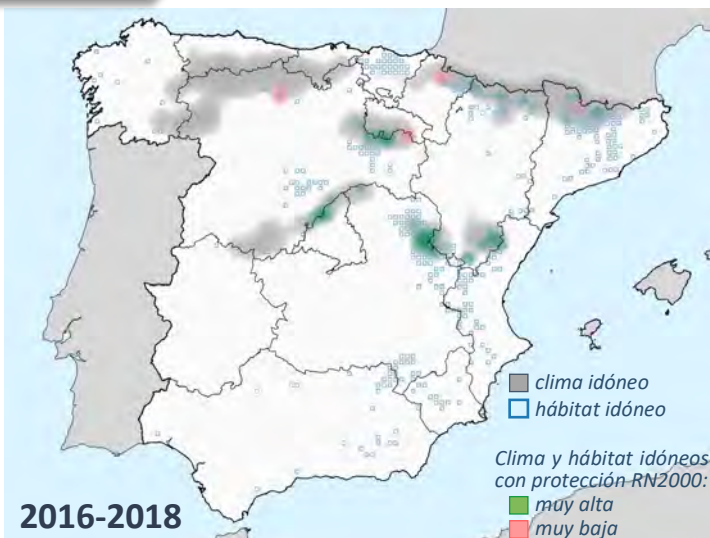 clima idóneo
hábitat idóneo
Clima y hábitat idóneos
con protección RN2000:
muy alta
muy baja
2016-2018